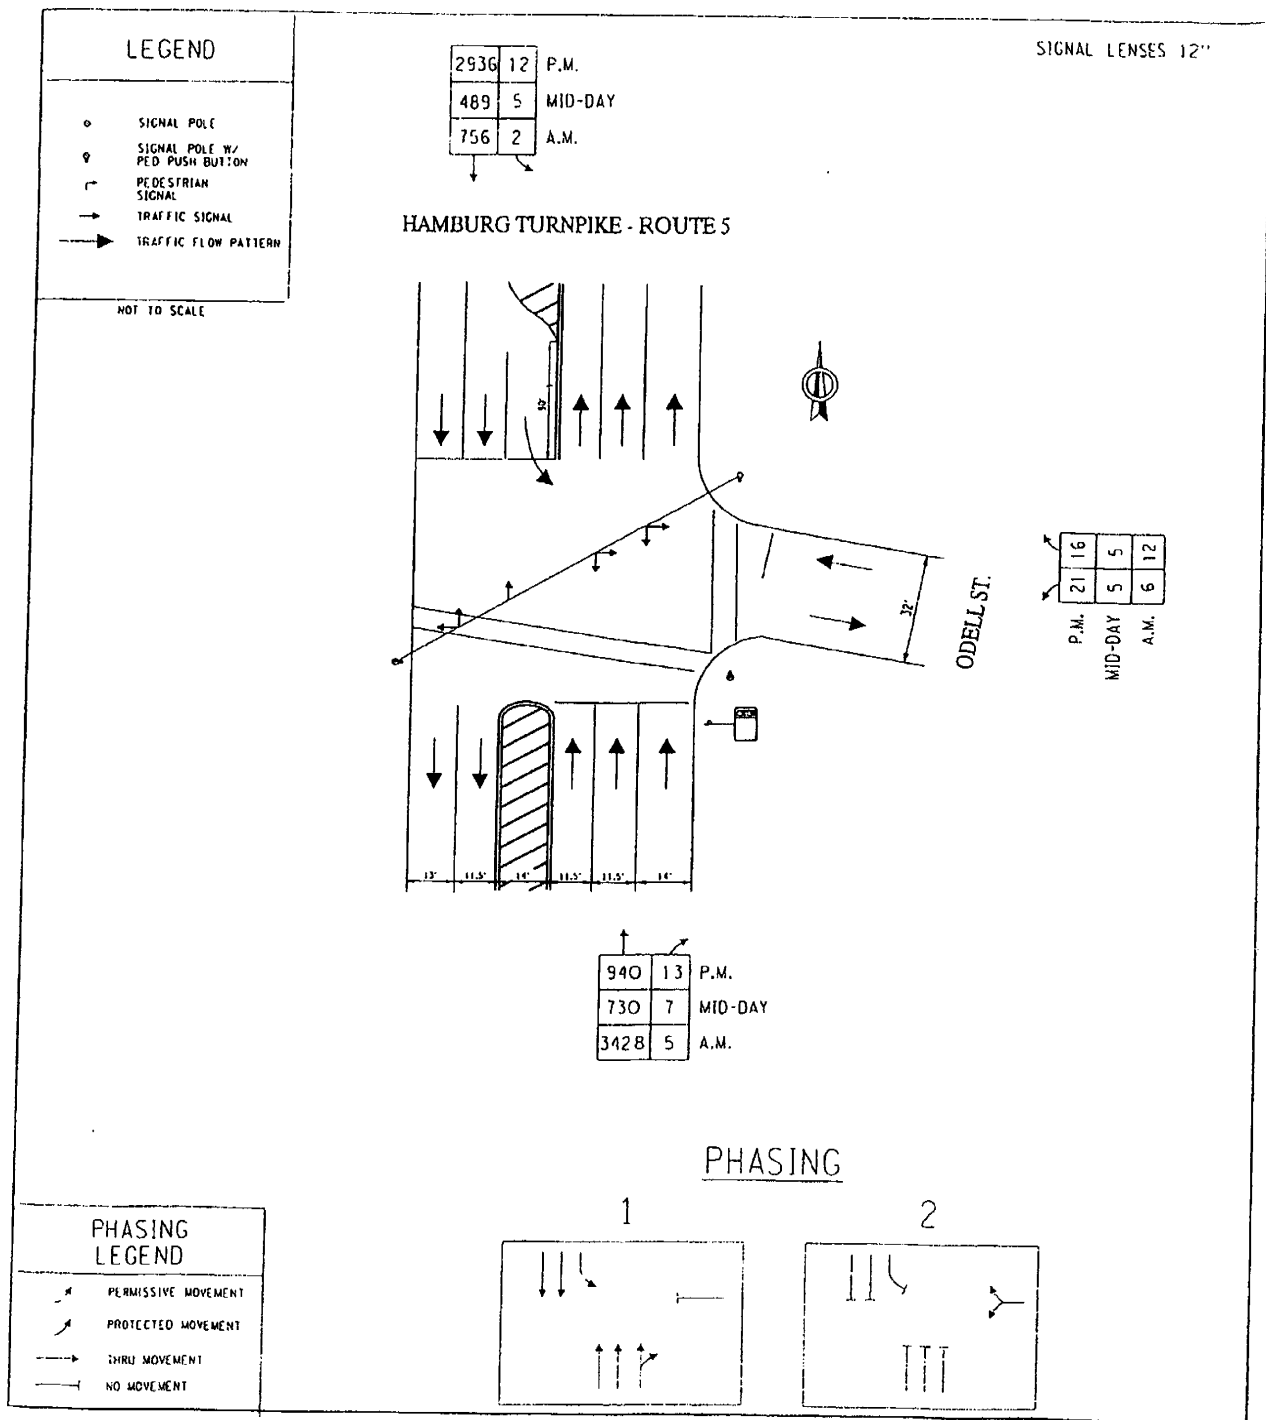 LEGEND
SIGNAL POLE
SIGNAL POLE W/
PED PUSH BUTTON
PEDESTRIAN
SIGNAL
TRAFFIC SIGNAL
TRAFFIC FLOW PATTERN
NOT TO SCALE
2936 12 P.M.
489 5 MID-DAY
756 2 A.M.
SIGNAL LENSES 12"
HAMBURG TURNPIKE - ROUTE 5
32'
ODELL ST.
16 5 12
21 5 6
P.M.
MID-DAY
A.M.
13' 11.5' 14' 11.5' 11.5' 14'
940 13 P.M.
730 7 MID-DAY
3428 5 A.M.
PHASING
1 2
PHASING
LEGEND
PERMISSIVE MOVEMENT
PROTECTED MOVEMENT
THRU MOVEMENT
NO MOVEMENT